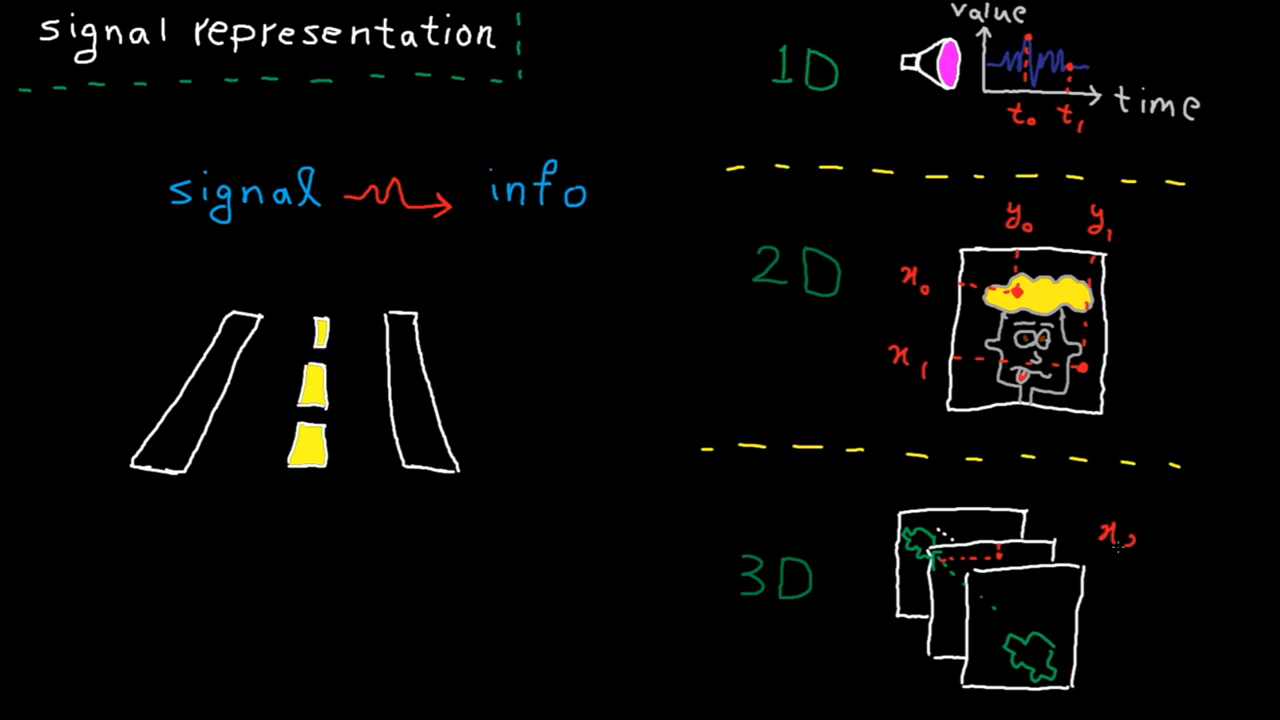 signal representation
signal info
1D
value
time
t₀ t₁
2D
y₀ y₁
x₀
x₁
3D
x,